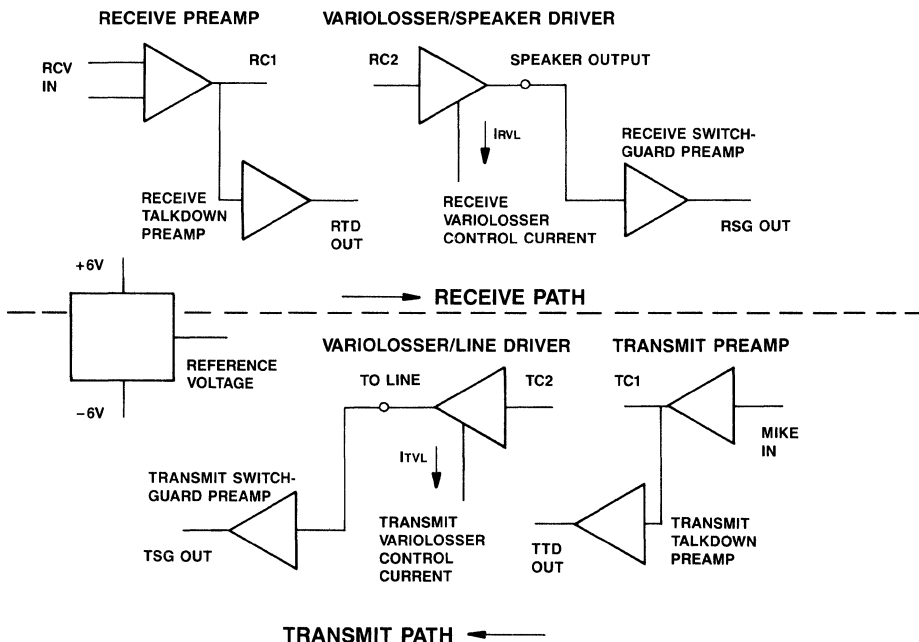 RECEIVE PREAMP
VARIOLOSSER/SPEAKER DRIVER
RCV
IN
RC1
RC2
SPEAKER OUTPUT
IRVL
RECEIVE SWITCH-
GUARD PREAMP
RECEIVE
TALKDOWN
PREAMP
RTD
OUT
RECEIVE
VARIOLOSSER
CONTROL CURRENT
RSG OUT
+6V
RECEIVE PATH
REFERENCE
VOLTAGE
−6V
VARIOLOSSER/LINE DRIVER
TRANSMIT PREAMP
TO LINE
TC2
TC1
MIKE
IN
ITVL
TRANSMIT SWITCH-
GUARD PREAMP
TSG OUT
TRANSMIT
VARIOLOSSER
CONTROL
CURRENT
TTD
OUT
TRANSMIT
TALKDOWN
PREAMP
TRANSMIT PATH